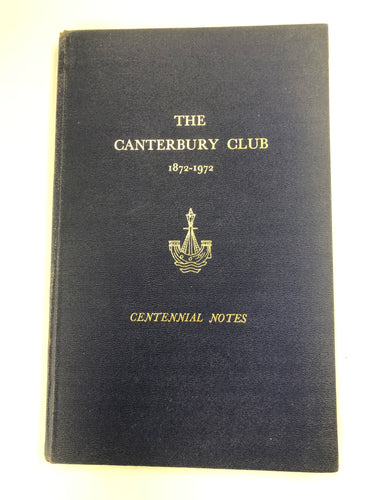 THE
CANTERBURY CLUB
1872-1972
CENTENNIAL NOTES